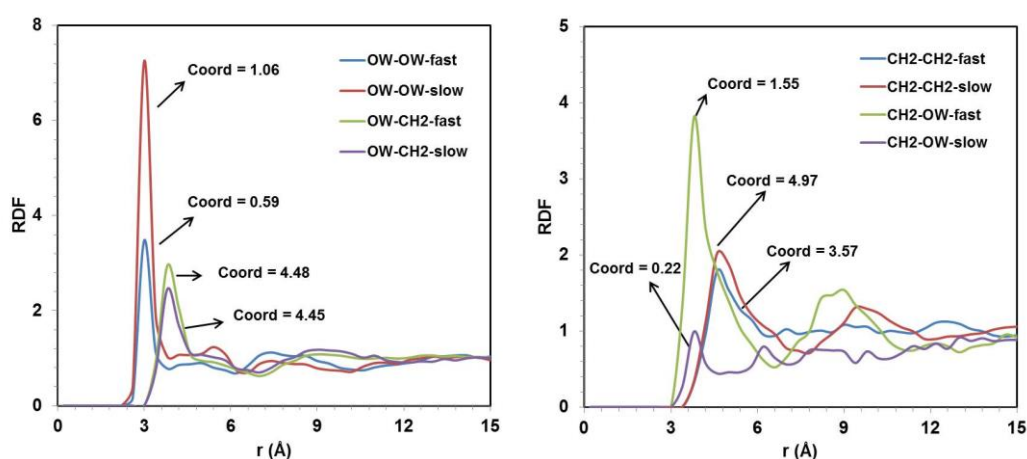 8
6
4
2
0
RDF
0
3
6
9
12
15
r (Å)
OW-OW-fast
OW-OW-slow
OW-CH2-fast
OW-CH2-slow
Coord = 1.06
Coord = 0.59
Coord = 4.48
Coord = 4.45
5
4
3
2
1
0
RDF
0
3
6
9
12
15
r (Å)
CH2-CH2-fast
CH2-CH2-slow
CH2-OW-fast
CH2-OW-slow
Coord = 1.55
Coord = 4.97
Coord = 3.57
Coord = 0.22